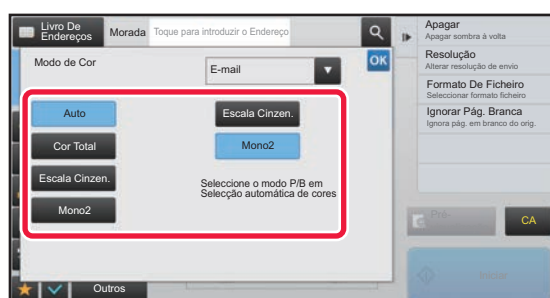 Livro De
Endereços
Morada
Toque para introduzir o Endereço
Modo de Cor
E-mail
OK
Auto
Cor Total
Escala Cinzen.
Mono2
Escala Cinzen.
Mono2
Seleccione o modo P/B em
Selecção automática de cores
Outros
Apagar
Apagar sombra à volta
Resolução
Alterar resolução de envio
Formato De Ficheiro
Seleccionar formato ficheiro
Ignorar Pág. Branca
Ignora pág. em branco do orig.
Pré-
CA
Iniciar